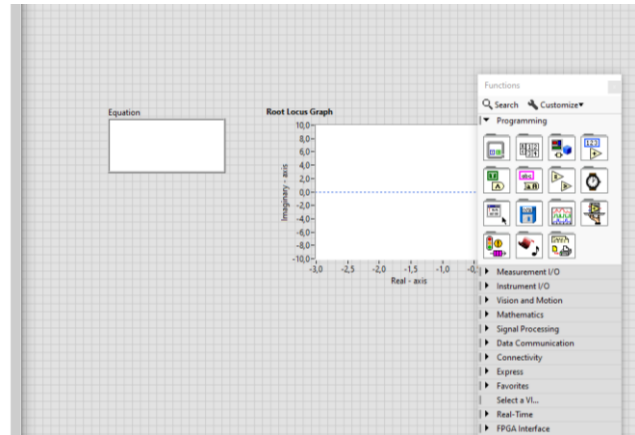 Equation
Root Locus Graph
10,0
8,0
6,0
4,0
2,0
0,0
-2,0
-4,0
-6,0
-8,0
-10,0
Imaginary - axis
-3,0 -2,5 -2,0 -1,5 -1,0
Real - axis
Functions
Search Customize
Programming
Measurement I/O
Instrument I/O
Vision and Motion
Mathematics
Signal Processing
Data Communication
Connectivity
Express
Favorites
Select a VI...
Real-Time
FPGA Interface